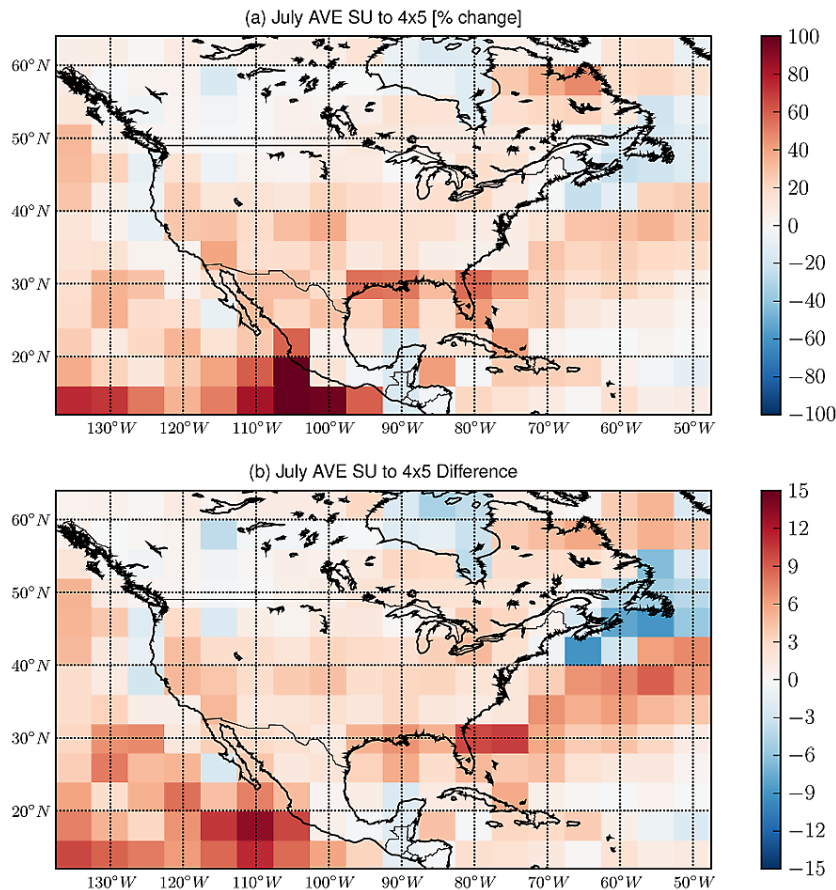 (a) July AVE SU to 4x5 [% change]
60°N
50°N
40°N
30°N
20°N
130°W 120°W 110°W 100°W 90°W 80°W 70°W 60°W 50°W
100
80
60
40
20
0
−20
−40
−60
−80
−100
(b) July AVE SU to 4x5 Difference
60°N
50°N
40°N
30°N
20°N
130°W 120°W 110°W 100°W 90°W 80°W 70°W 60°W 50°W
15
12
9
6
3
0
−3
−6
−9
−12
−15